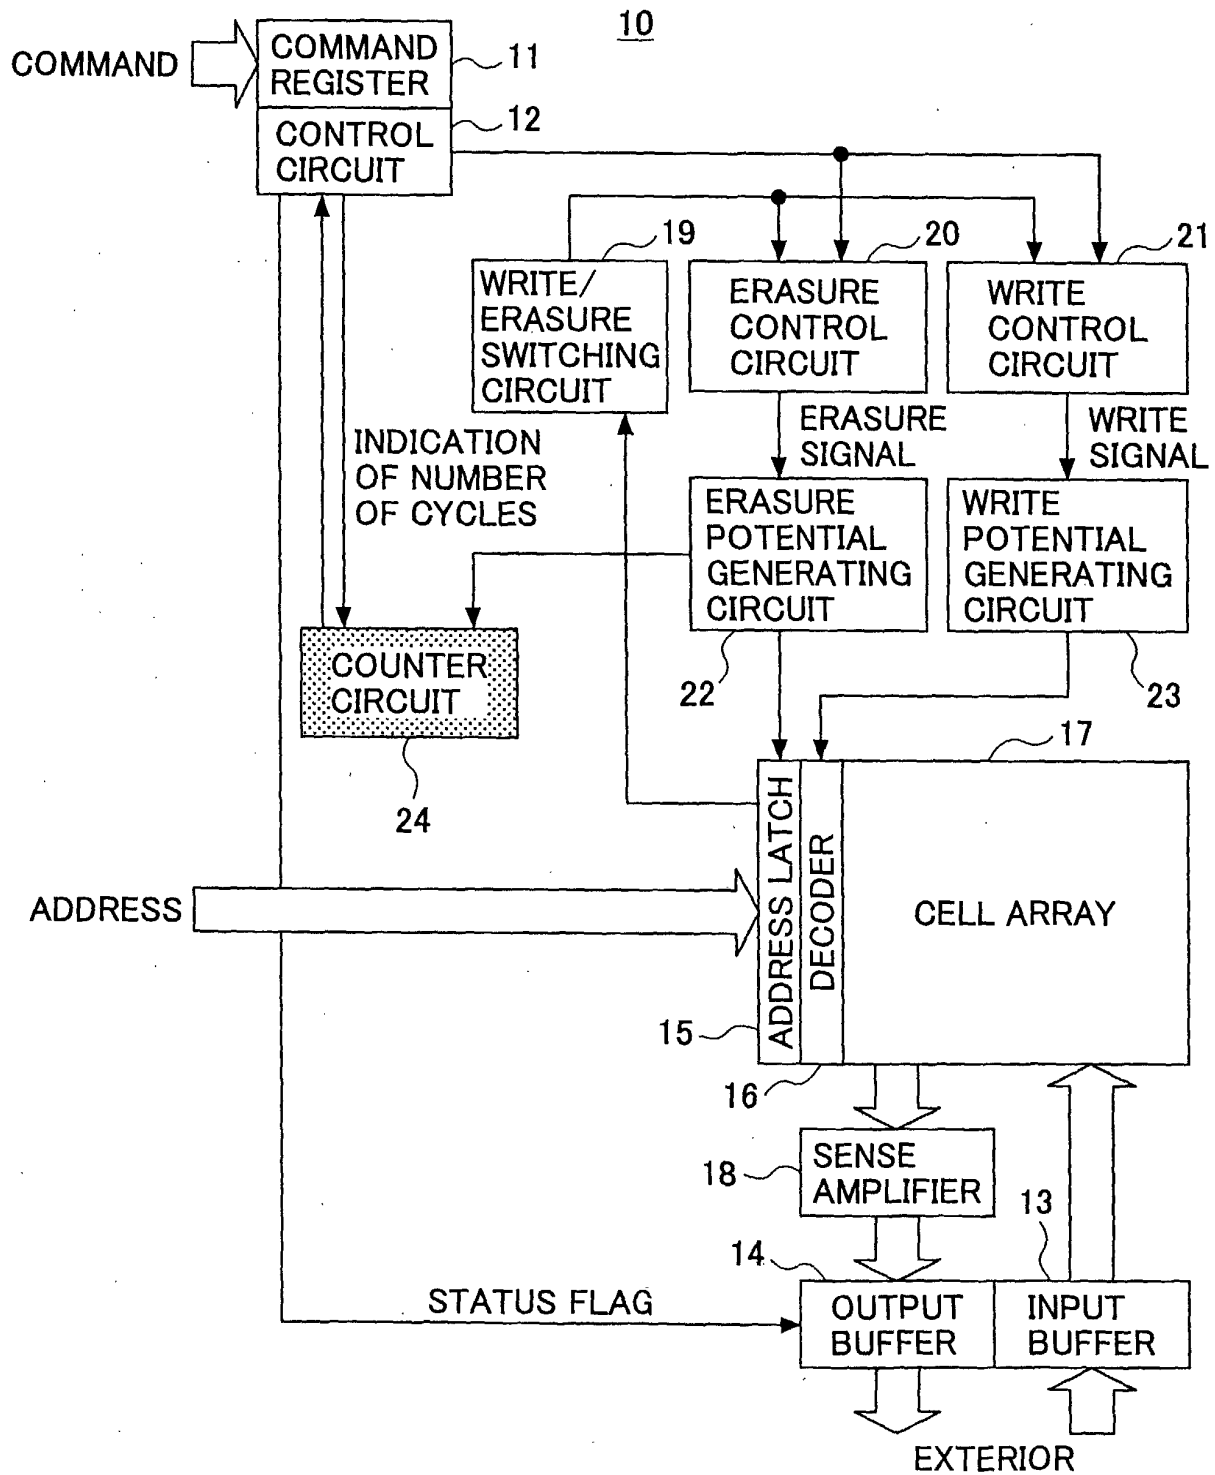 10
COMMAND
COMMAND
REGISTER
11
CONTROL
CIRCUIT
12
WRITE/
ERASURE
SWITCHING
CIRCUIT
19
ERASURE
CONTROL
CIRCUIT
20
WRITE
CONTROL
CIRCUIT
21
INDICATION
OF NUMBER
OF CYCLES
ERASURE
SIGNAL
WRITE
SIGNAL
ERASURE
POTENTIAL
GENERATING
CIRCUIT
22
WRITE
POTENTIAL
GENERATING
CIRCUIT
23
COUNTER
CIRCUIT
24
17
ADDRESS
ADDRESS LATCH
DECODER
CELL ARRAY
15
16
SENSE
AMPLIFIER
18
13
14
STATUS FLAG
OUTPUT
BUFFER
INPUT
BUFFER
EXTERIOR